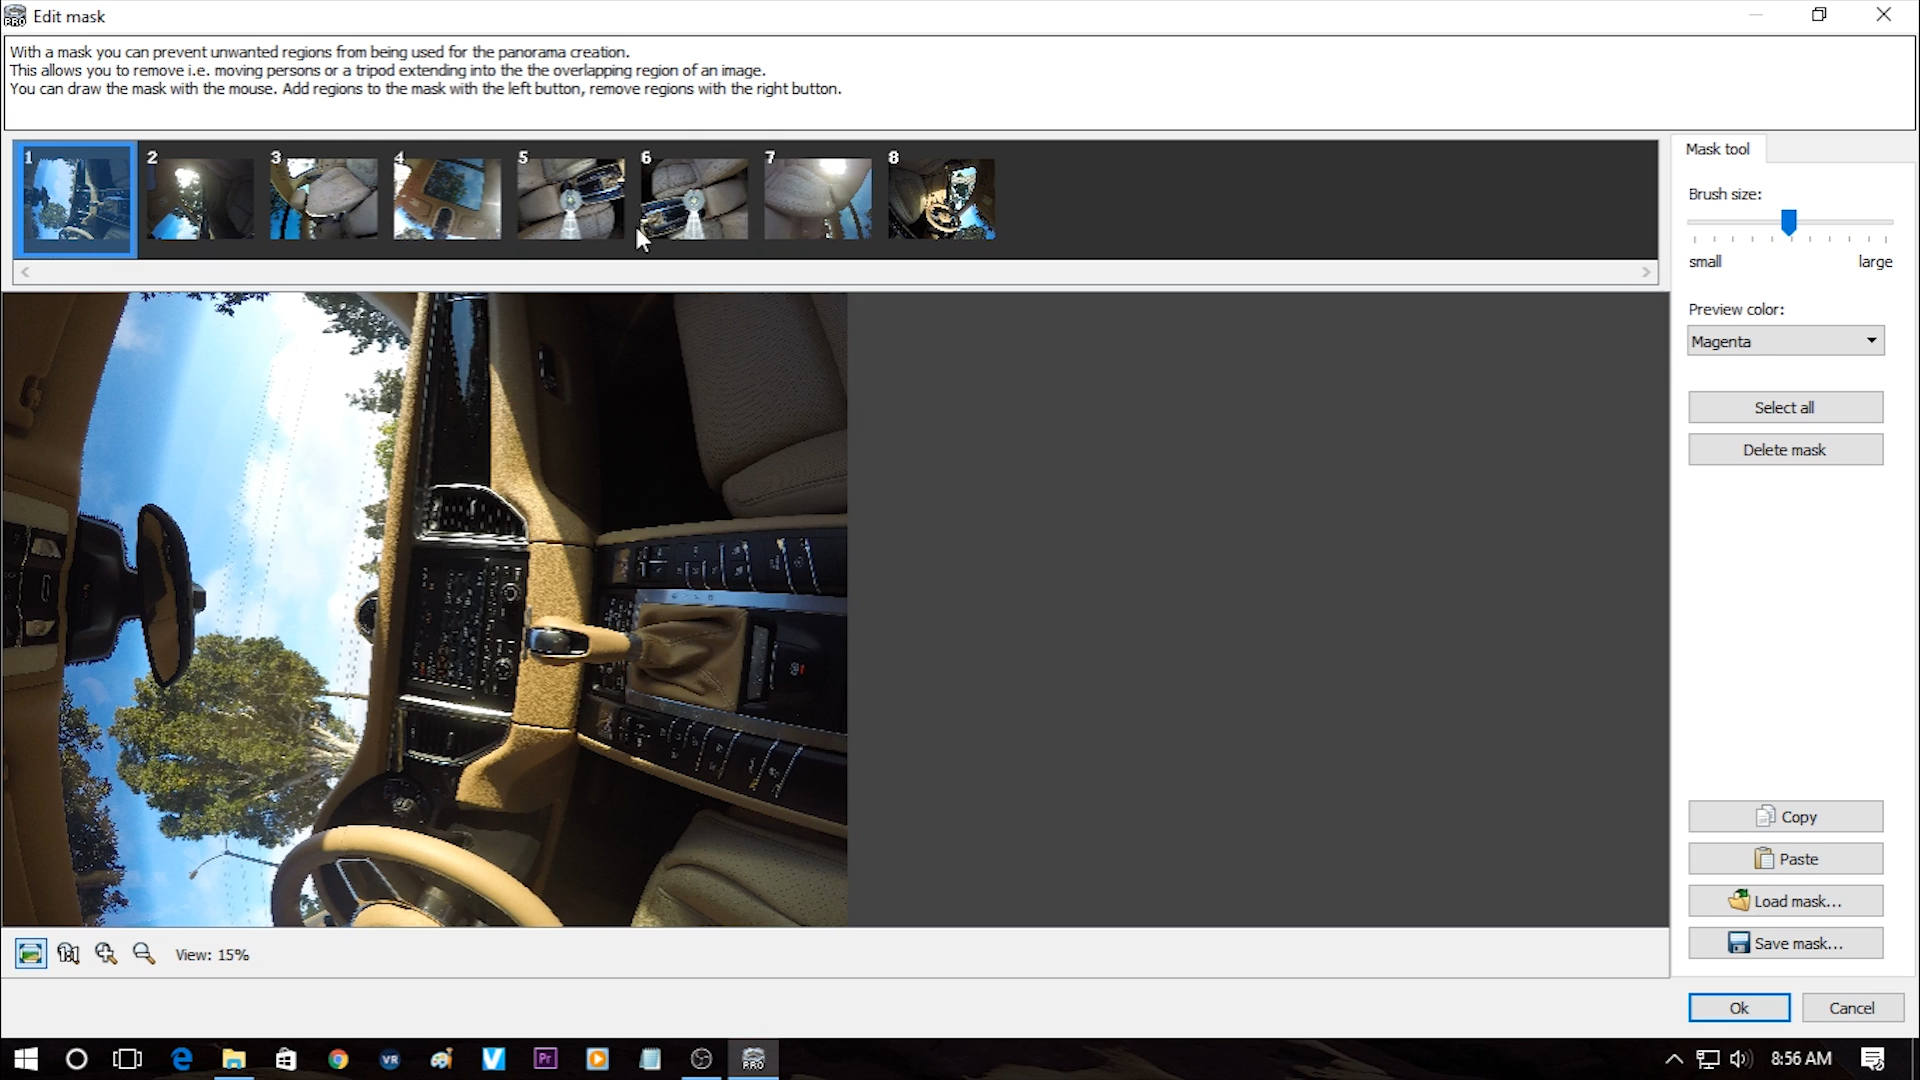 Edit mask
With a mask you can prevent unwanted regions from being used for the panorama creation.
This allows you to remove i.e. moving persons or a tripod extending into the the overlapping region of an image.
You can draw the mask with the mouse. Add regions to the mask with the left button, remove regions with the right button.
1 2 3 4 5 6 7 8
Mask tool
Brush size:
small large
Preview color:
Magenta
Select all
Delete mask
Copy
Paste
Load mask...
Save mask...
View: 15%
Ok Cancel
VR Pr PRO 8:56 AM